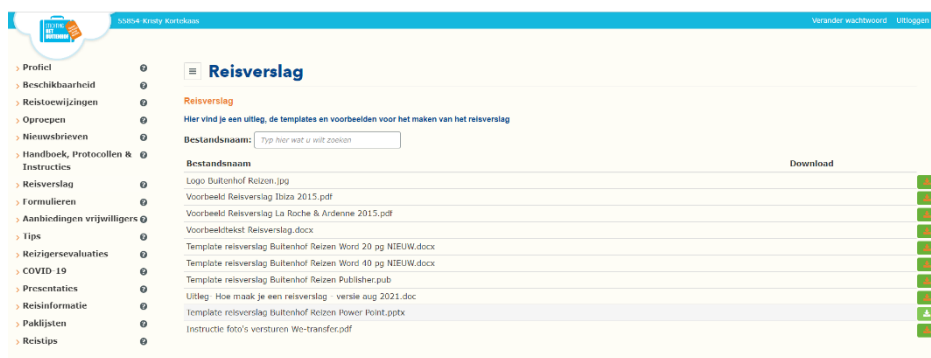 55854-Kristy Kortekaas
Verander wachtwoord Uitloggen
STICHTING
HET
BUITENHOF
Profiel
Beschikbaarheid
Reistoewijzingen
Oproepen
Nieuwsbrieven
Handboek, Protocollen &
Instructies
Reisverslag
Formulieren
Aanbiedingen vrijwilligers
Tips
Reizigersevaluaties
COVID-19
Presentaties
Reisinformatie
Paklijsten
Reistips
Reisverslag
Reisverslag
Hier vind je een uitleg, de templates en voorbeelden voor het maken van het reisverslag
Bestandsnaam: Typ hier wat u wilt zoeken
Bestandsnaam Download
Logo Buitenhof Reizen.jpg
Voorbeeld Reisverslag Ibiza 2015.pdf
Voorbeeld Reisverslag La Roche & Ardenne 2015.pdf
Voorbeeldtekst Reisverslag.docx
Template reisverslag Buitenhof Reizen Word 20 pg NIEUW.docx
Template reisverslag Buitenhof Reizen Word 40 pg NIEUW.docx
Template reisverslag Buitenhof Reizen Publisher.pub
Uitleg- Hoe maak je een reisverslag - versie aug 2021.doc
Template reisverslag Buitenhof Reizen Power Point.pptx
Instructie foto's versturen We-transfer.pdf